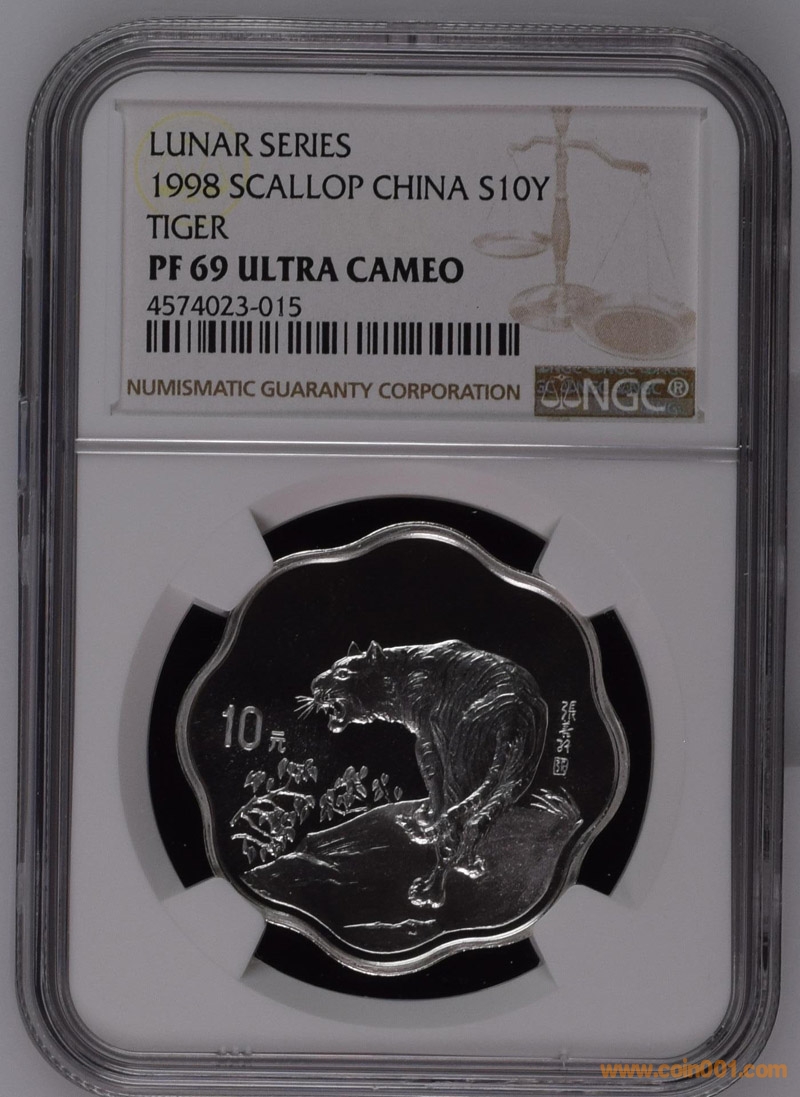 LUNAR SERIES
1998 SCALLOP CHINA S10Y
TIGER
PF 69 ULTRA CAMEO
4574023-015
NUMISMATIC GUARANTY CORPORATION
NGC®
10元
www.coin001.com